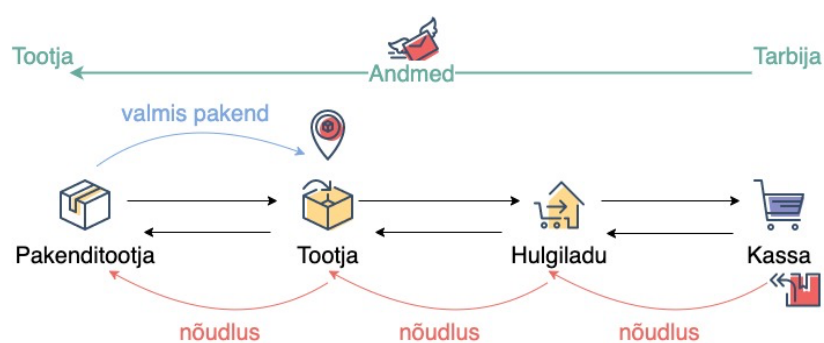 Tootja
Andmed
Tarbija
valmis pakend
Pakenditootja
Tootja
Hulgiladu
Kassa
nõudlus
nõudlus
nõudlus